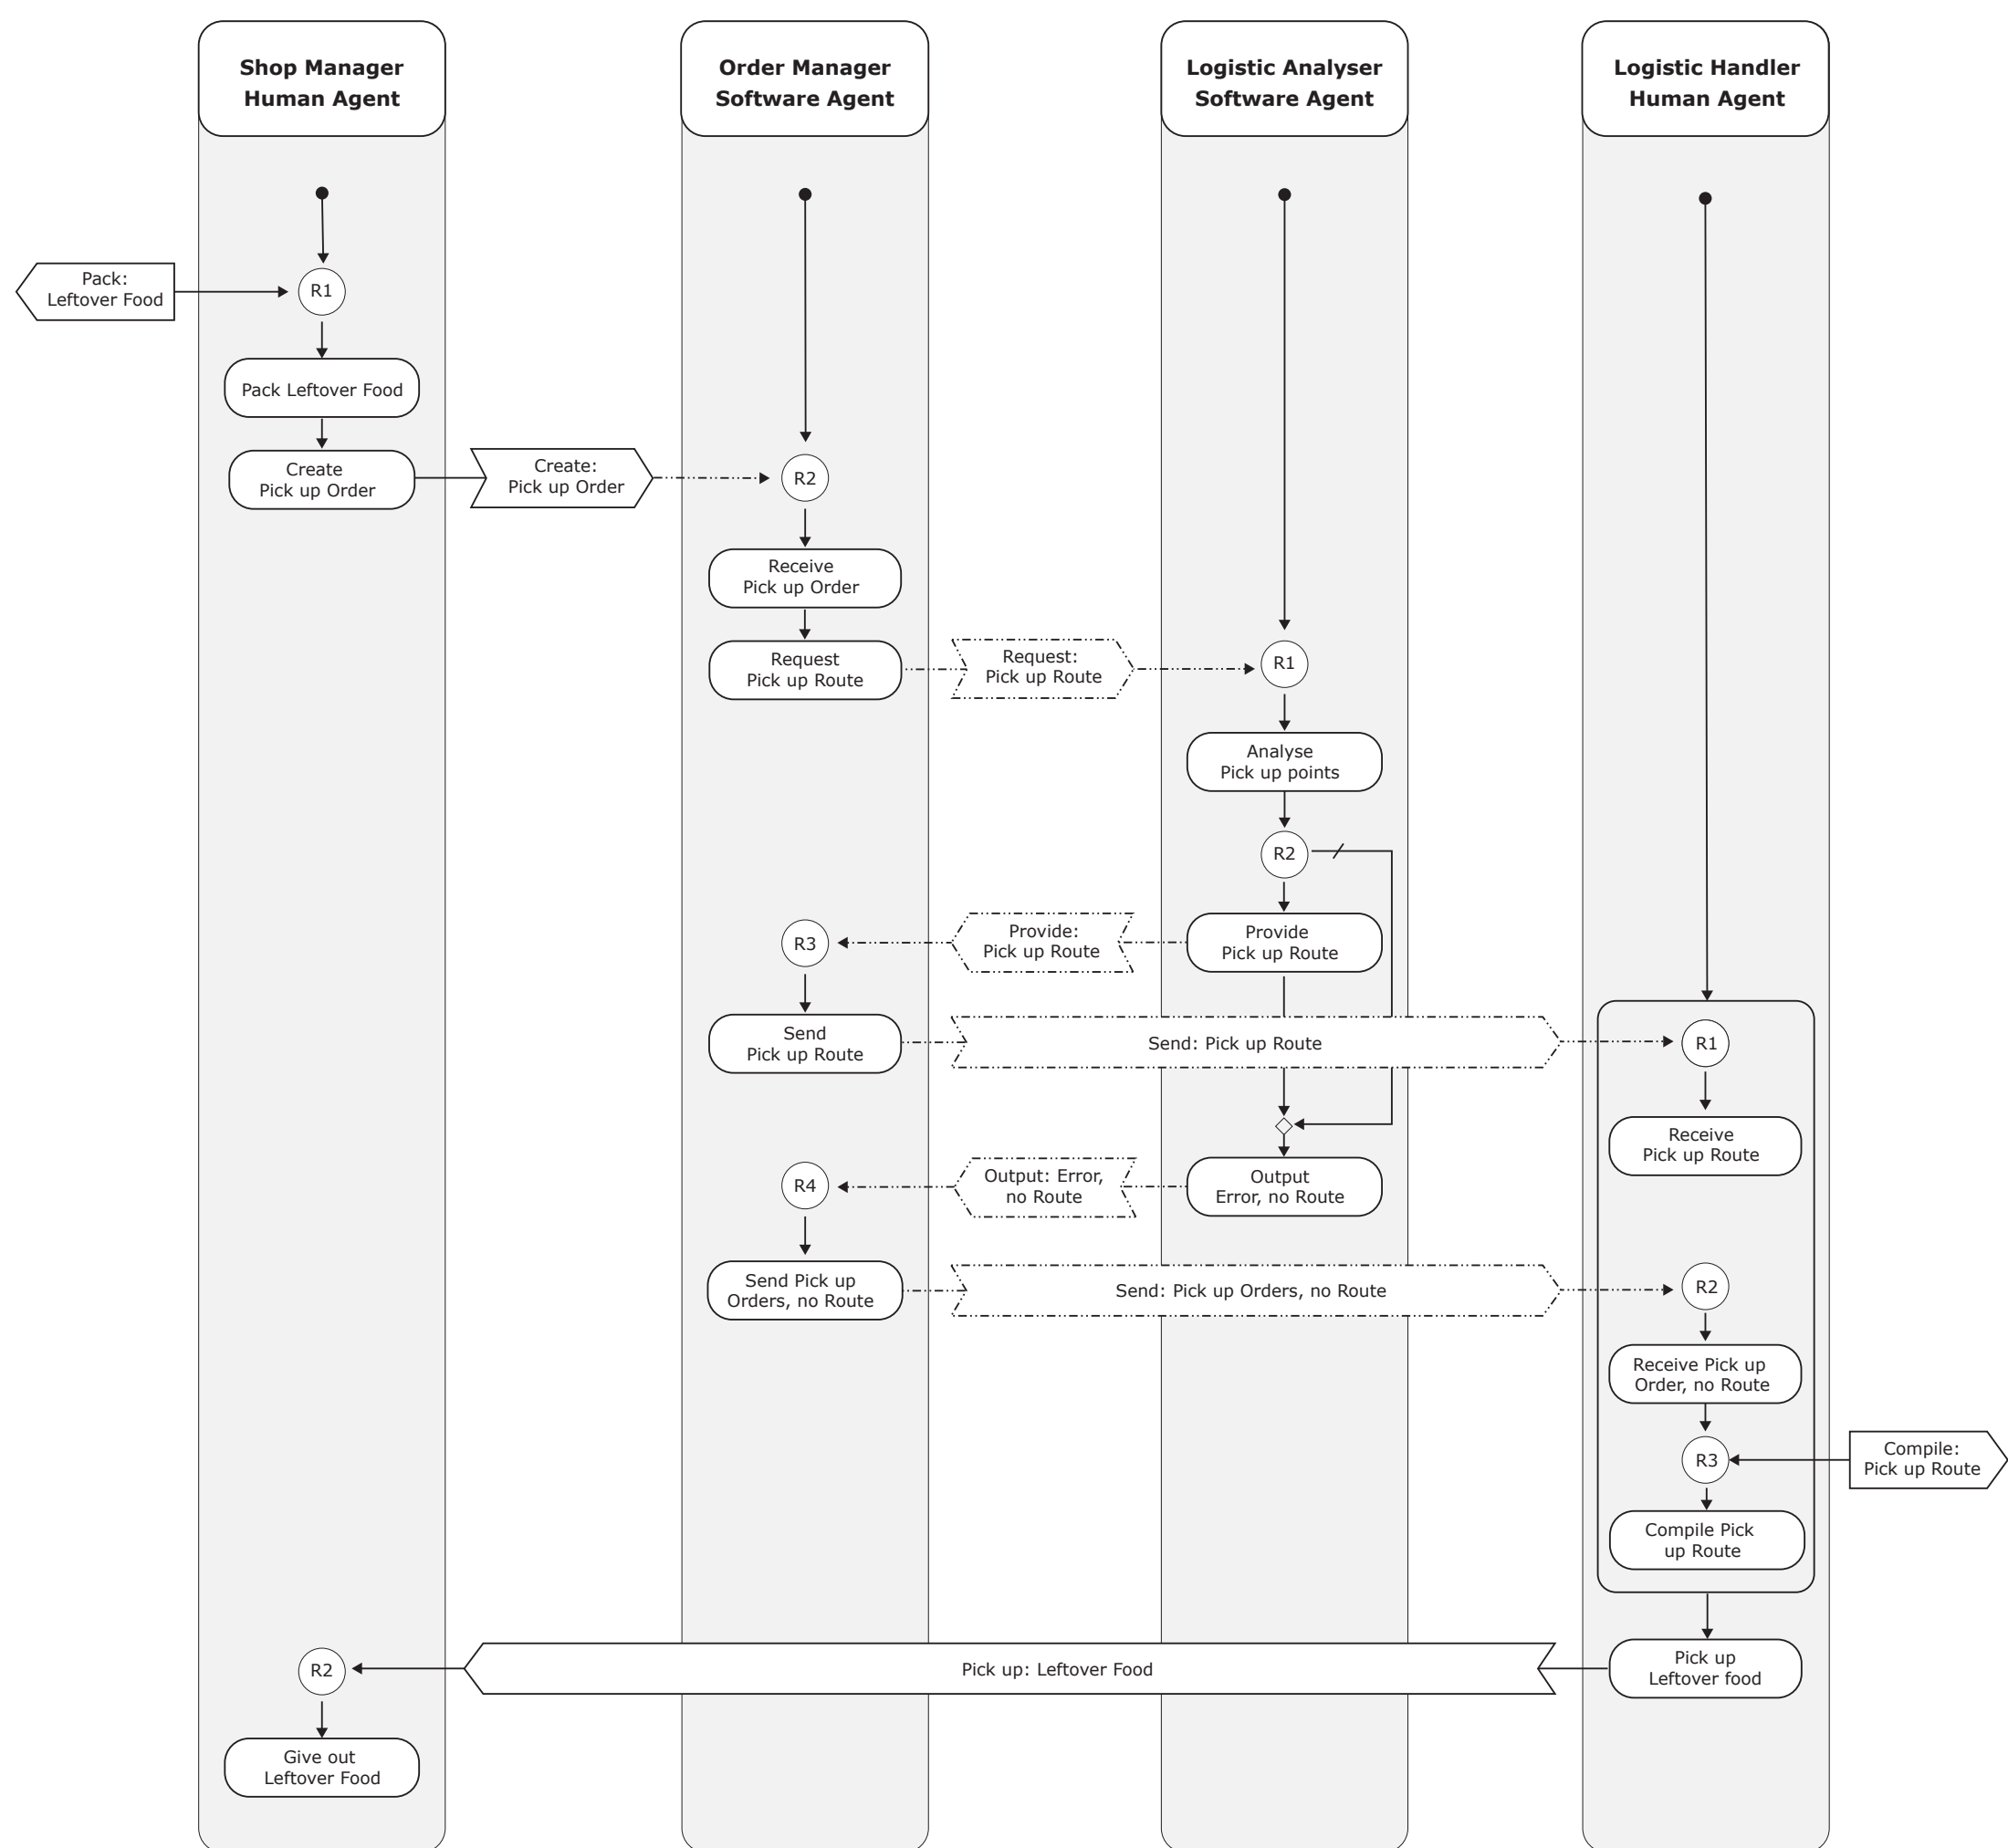 Shop Manager
Human Agent
Order Manager
Software Agent
Logistic Analyser
Software Agent
Logistic Handler
Human Agent
Pack:
Leftover Food
R1
Pack Leftover Food
Create
Pick up Order
Create:
Pick up Order
R2
Receive
Pick up Order
Request
Pick up Route
Request:
Pick up Route
R1
Analyse
Pick up points
R2
Provide
Pick up Route
Provide:
Pick up Route
R3
Send
Pick up Route
Send: Pick up Route
R1
Receive
Pick up Route
Output
Error, no Route
Output: Error,
no Route
R4
Send Pick up
Orders, no Route
Send: Pick up Orders, no Route
R2
Receive Pick up
Order, no Route
R3
Compile:
Pick up Route
Compile Pick
up Route
Pick up
Leftover food
Pick up: Leftover Food
R2
Give out
Leftover Food